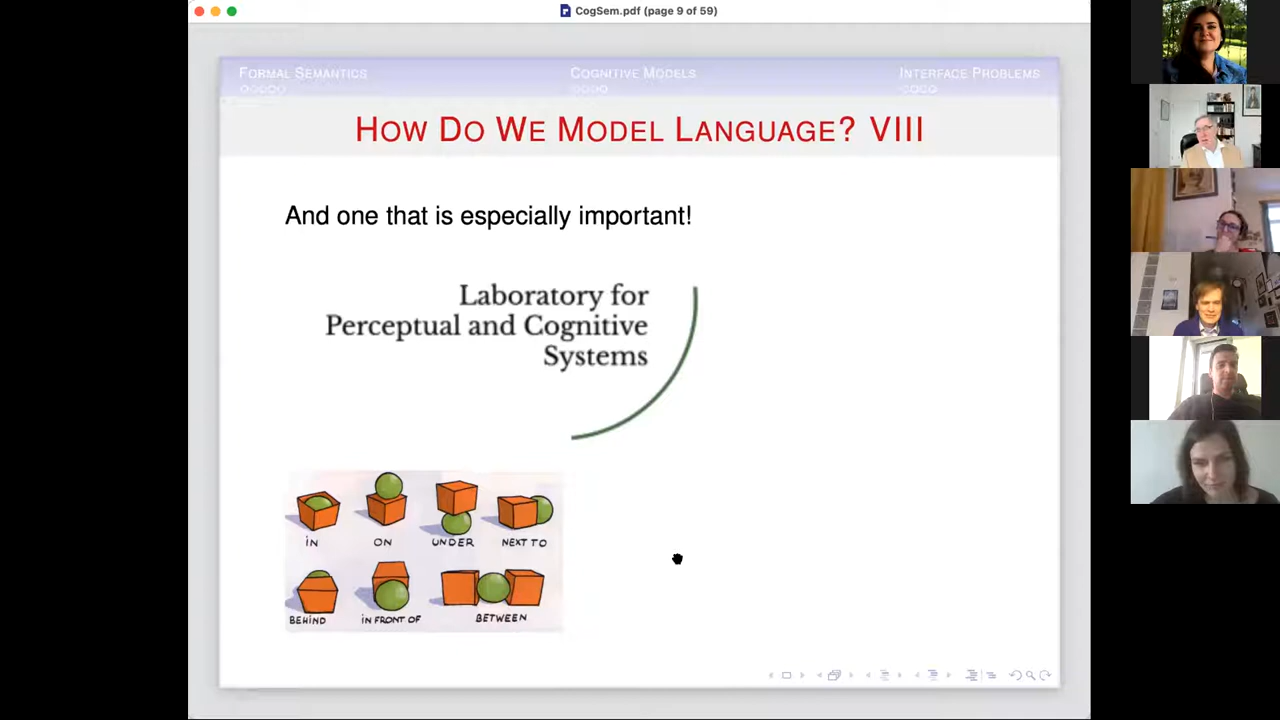 CogSem.pdf (page 9 of 59)
FORMAL SEMANTICS COGNITIVE MODELS INTERFACE PROBLEMS
HOW DO WE MODEL LANGUAGE? VIII
And one that is especially important!
Laboratory for
Perceptual and Cognitive
Systems
IN ON UNDER NEXT TO
BEHIND IN FRONT OF BETWEEN